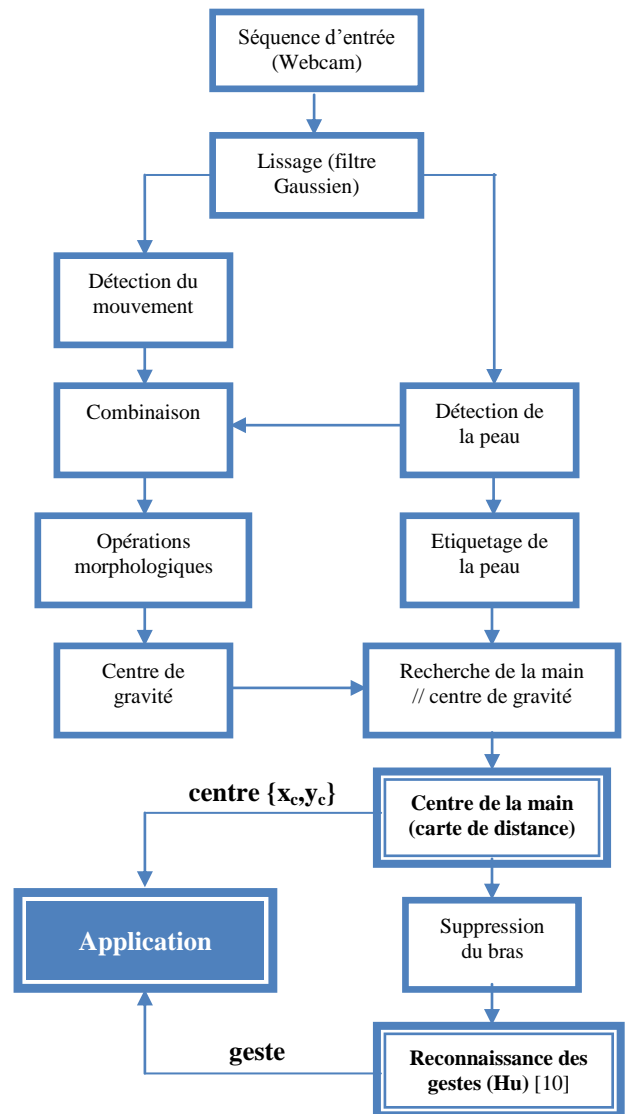 Séquence d’entrée
(Webcam)
Lissage (filtre
Gaussien)
Détection du
mouvement
Combinaison
Détection de
la peau
Opérations
morphologiques
Etiquetage de
la peau
Centre de
gravité
Recherche de la main
// centre de gravité
centre {xc,yc}
Centre de la main
(carte de distance)
Application
Suppression
du bras
geste
Reconnaissance des
gestes (Hu) [10]